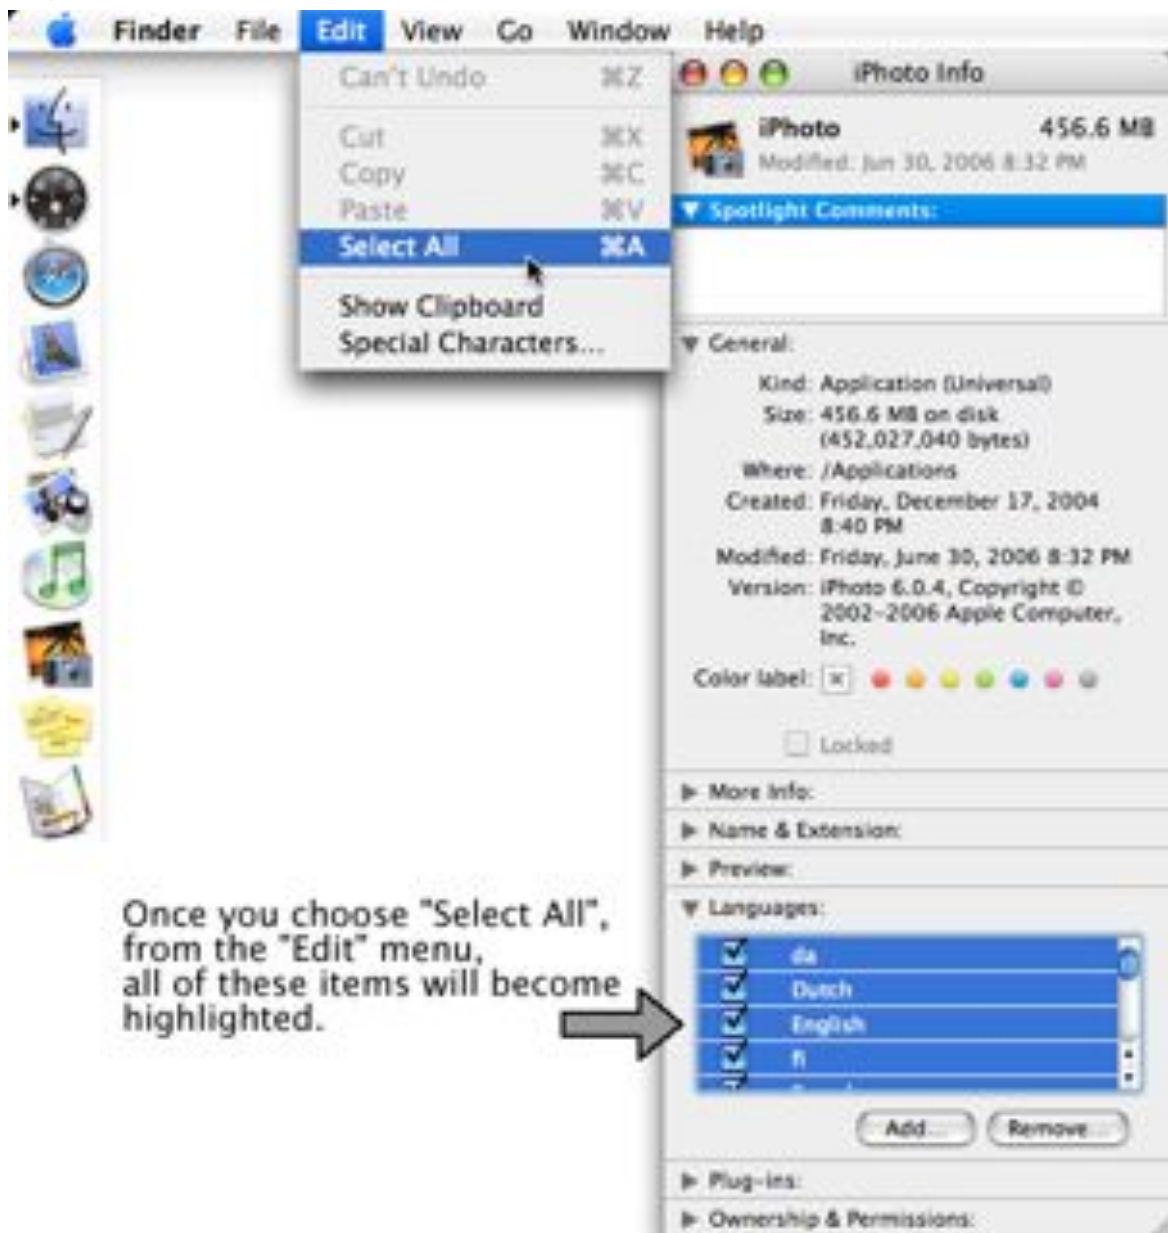 Finder File Edit View Go Window Help
Can't Undo ⌘Z
Cut ⌘X
Copy ⌘C
Paste ⌘V
Select All ⌘A
Show Clipboard
Special Characters...
iPhoto Info
iPhoto 456.6 MB
Modified: Jun 30, 2006 8:32 PM
Spotlight Comments:
General:
Kind: Application (Universal)
Size: 456.6 MB on disk
(452,027,040 bytes)
Where: /Applications
Created: Friday, December 17, 2004
8:40 PM
Modified: Friday, June 30, 2006 8:32 PM
Version: iPhoto 6.0.4, Copyright ©
2002-2006 Apple Computer,
Inc.
Color label:
Locked
More Info:
Name & Extension:
Preview:
Languages:
da
Dutch
English
fi
Add... Remove...
Plug-ins:
Ownership & Permissions:
Once you choose "Select All",
from the "Edit" menu,
all of these items will become
highlighted.